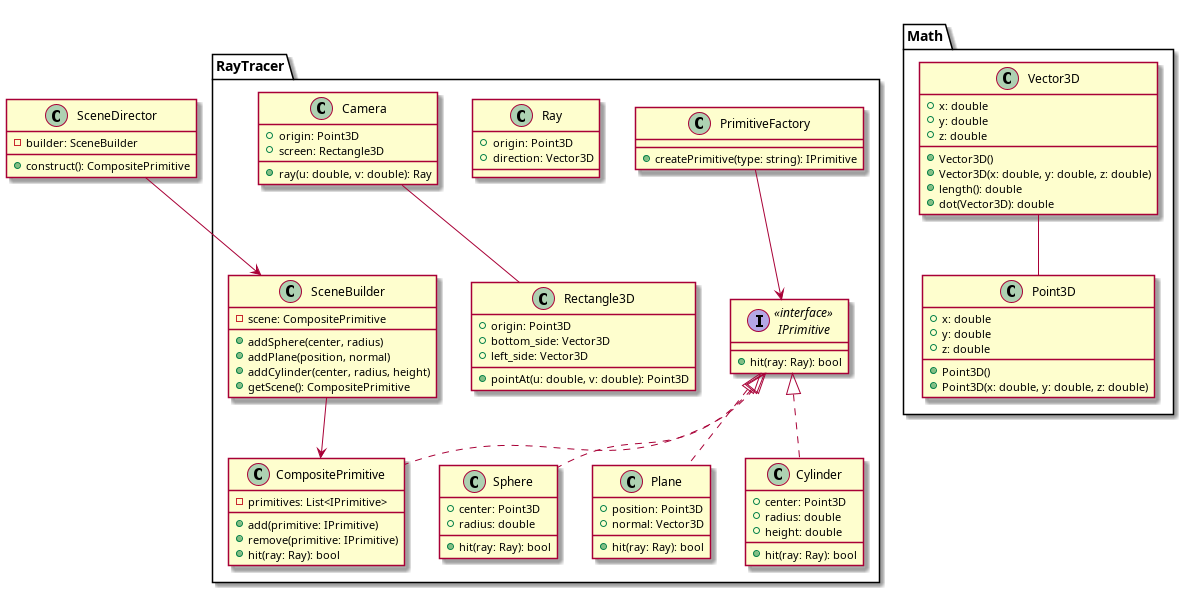 RayTracer
Math
SceneDirector
builder: SceneBuilder
construct(): CompositePrimitive
C Camera
origin: Point3D
screen: Rectangle3D
ray(u: double, v: double): Ray
C Ray
origin: Point3D
direction: Vector3D
C PrimitiveFactory
createPrimitive(type: string): IPrimitive
C Vector3D
x: double
y: double
z: double
Vector3D()
Vector3D(x: double, y: double, z: double)
length(): double
dot(Vector3D): double
C SceneBuilder
scene: CompositePrimitive
addSphere(center, radius)
addPlane(position, normal)
addCylinder(center, radius, height)
getScene(): CompositePrimitive
C Rectangle3D
origin: Point3D
bottom_side: Vector3D
left_side: Vector3D
pointAt(u: double, v: double): Point3D
I «interface»
IPrimitive
hit(ray: Ray): bool
C Point3D
x: double
y: double
z: double
Point3D()
Point3D(x: double, y: double, z: double)
C CompositePrimitive
primitives: List<IPrimitive>
add(primitive: IPrimitive)
remove(primitive: IPrimitive)
hit(ray: Ray): bool
C Sphere
center: Point3D
radius: double
hit(ray: Ray): bool
C Plane
position: Point3D
normal: Vector3D
hit(ray: Ray): bool
C Cylinder
center: Point3D
radius: double
height: double
hit(ray: Ray): bool